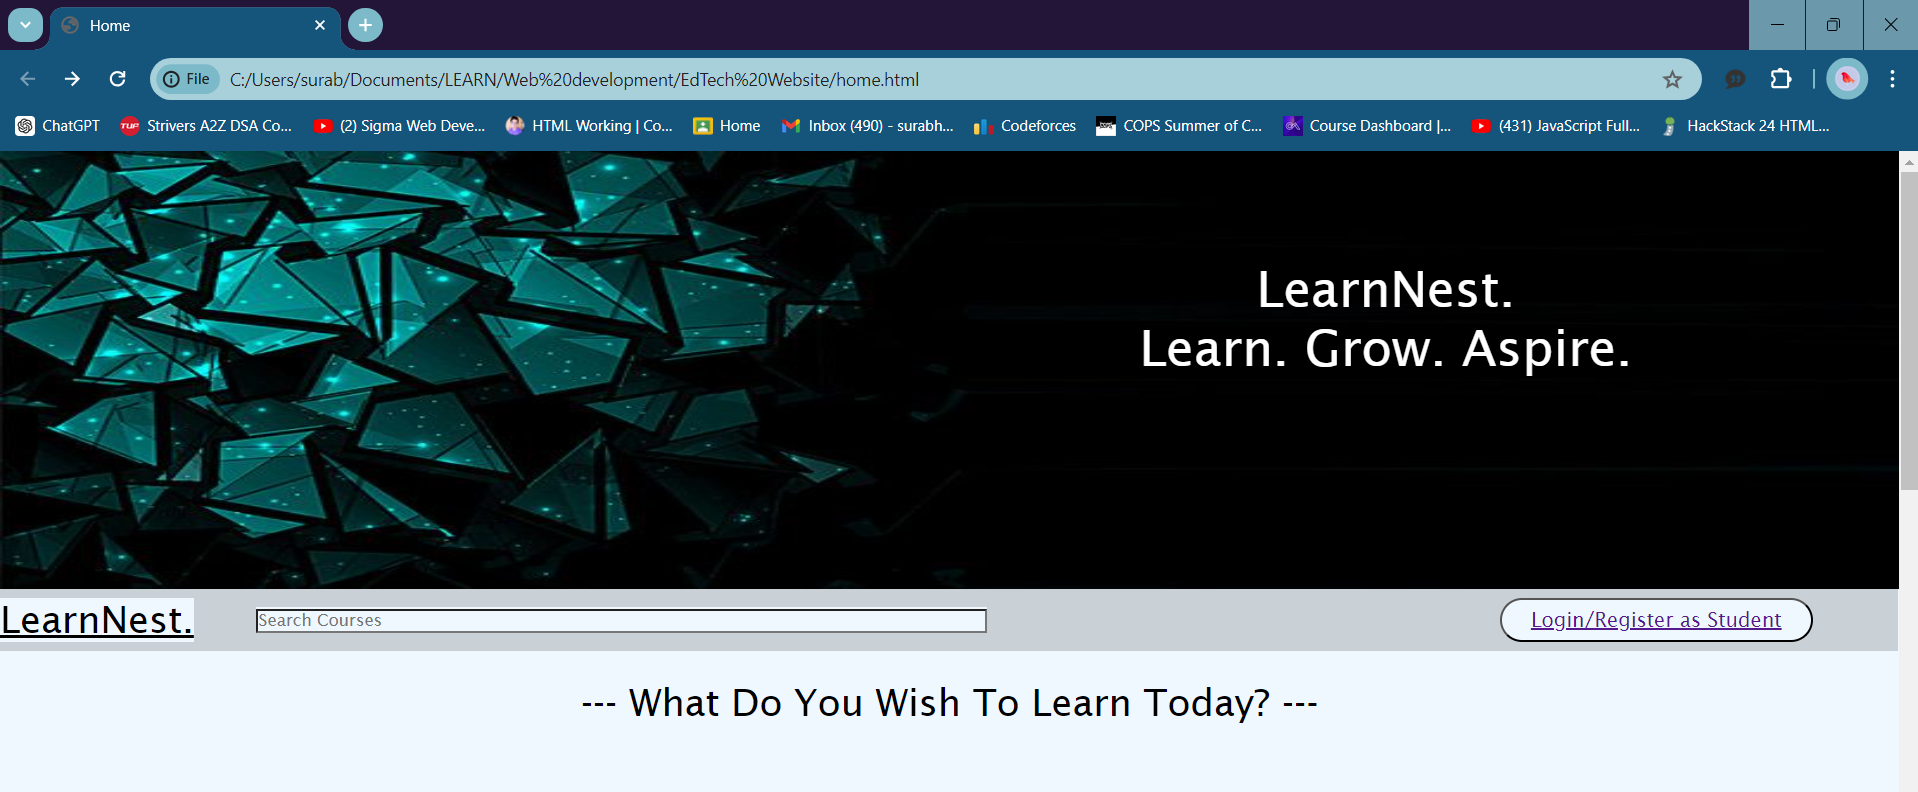 Home
File
C:/Users/surab/Documents/LEARN/Web%20development/EdTech%20Website/home.html
ChatGPT
TUF
Strivers A2Z DSA Co...
(2) Sigma Web Deve...
HTML Working | Co...
Home
Inbox (490) - surabh...
Codeforces
COPS Summer of C...
Course Dashboard |...
(431) JavaScript Full...
HackStack 24 HTML...
LearnNest.
Learn. Grow. Aspire.
LearnNest.
Search Courses
Login/Register as Student
--- What Do You Wish To Learn Today? ---